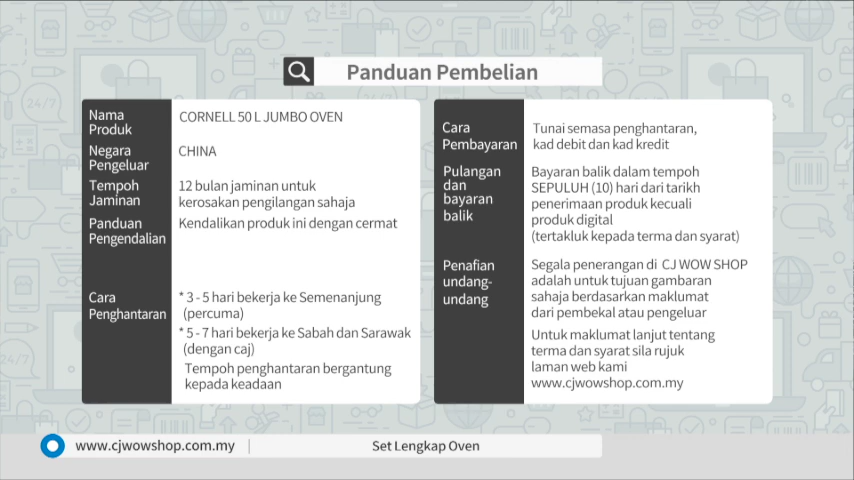 Panduan Pembelian
Nama
Produk
CORNELL 50 L JUMBO OVEN
Negara
Pengeluar
CHINA
Tempoh
Jaminan
12 bulan jaminan untuk
kerosakan pengilangan sahaja
Panduan
Pengendalian
Kendalikan produk ini dengan cermat
Cara
Penghantaran
* 3 - 5 hari bekerja ke Semenanjung
(percuma)
* 5 - 7 hari bekerja ke Sabah dan Sarawak
(dengan caj)
Tempoh penghantaran bergantung
kepada keadaan
Cara
Pembayaran
Tunai semasa penghantaran,
kad debit dan kad kredit
Pulangan
dan
bayaran
balik
Bayaran balik dalam tempoh
SEPULUH (10) hari dari tarikh
penerimaan produk kecuali
produk digital
(tertakluk kepada terma dan syarat)
Penafian
undang-
undang
Segala penerangan di CJ WOW SHOP
adalah untuk tujuan gambaran
sahaja berdasarkan maklumat
dari pembekal atau pengeluar
Untuk maklumat lanjut tentang
terma dan syarat sila rujuk
laman web kami
www.cjwowshop.com.my
www.cjwowshop.com.my
Set Lengkap Oven
24/7
24/7